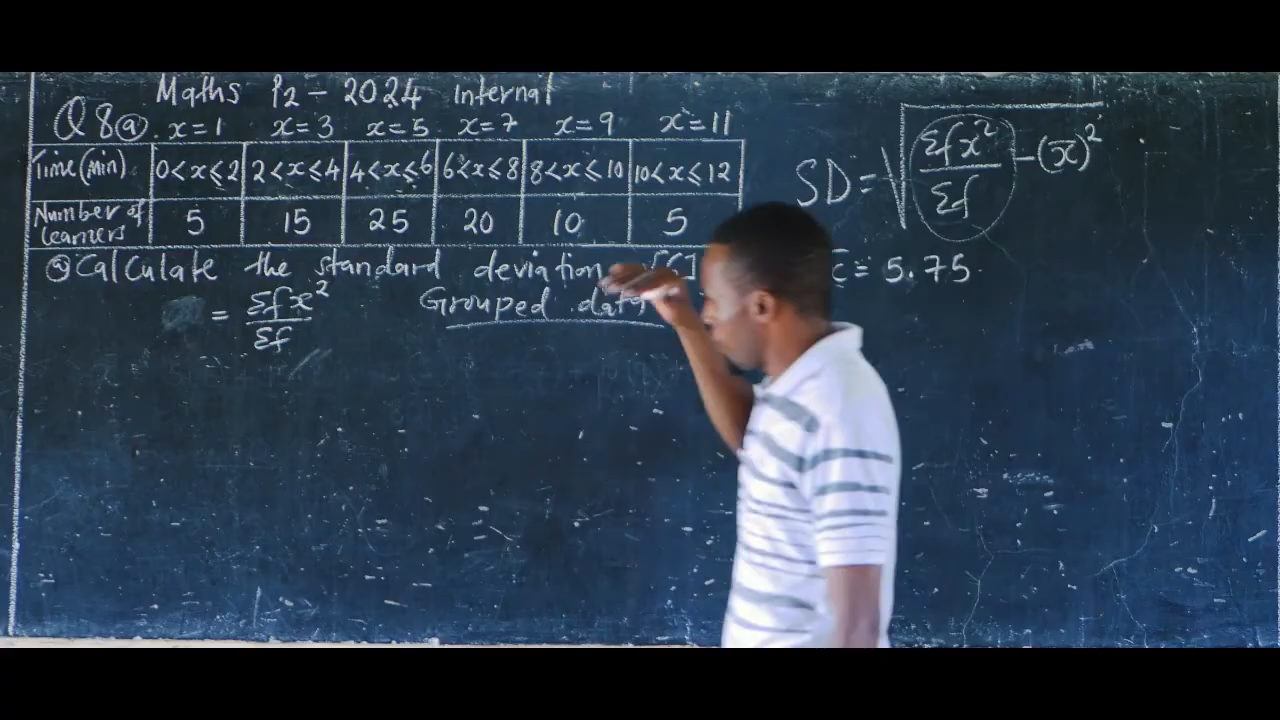 Maths P2 - 2024 Internal
Q8(a). x=1 x=3 x=5 x=7 x=9 x=11
Time(Min) 0<x≤2 2<x≤4 4<x≤6 6<x≤8 8<x≤10 10<x≤12
Number of learners 5 15 25 20 10 5
(a) Calculate the standard deviation [6]
= Σfx² / Σf
Grouped data
SD = √(Σfx² / Σf - (x̄)²)
= 5.75